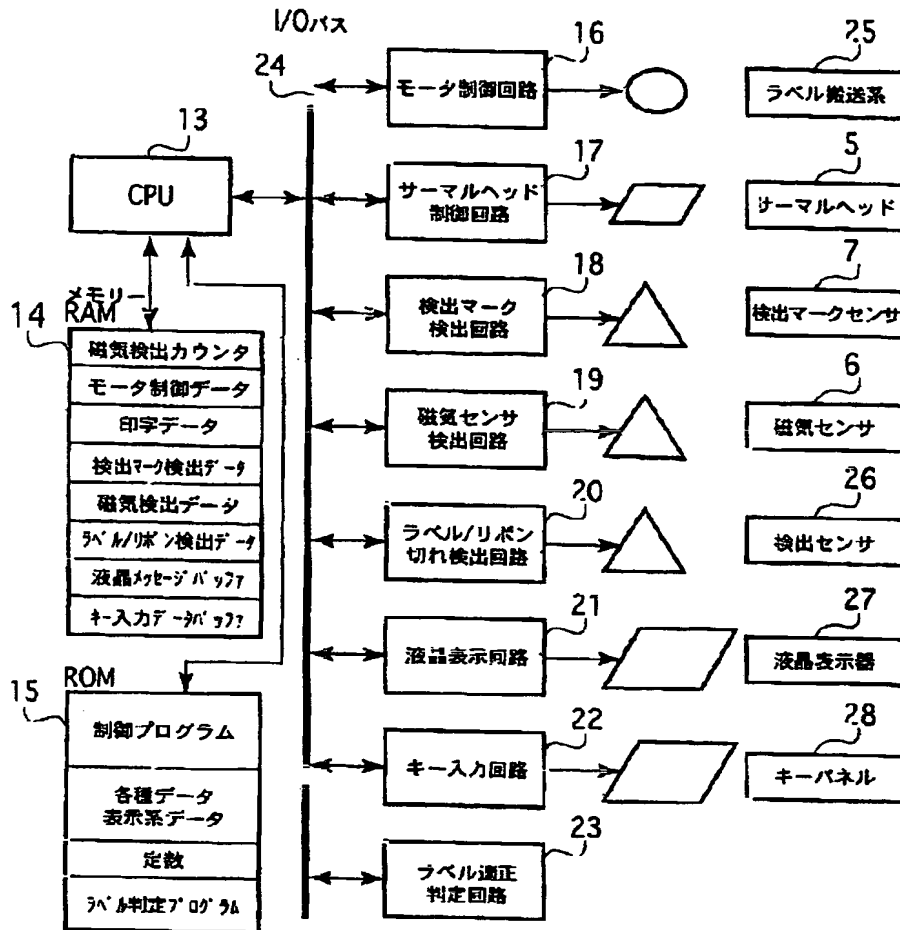 I/Oバス
24
16
モータ制御回路
25
ラベル搬送系
13
CPU
17
サーマルヘッド
制御回路
5
サーマルヘッド
18
検出マーク
検出回路
7
検出マークセンサ
メモリー
RAM
14
磁気検出カウンタ
モータ制御データ
印字データ
検出マーク検出データ
磁気検出データ
ラベル/リボン検出データ
液晶メッセージバッファ
キー入力データバッファ
19
磁気センサ
検出回路
6
磁気センサ
20
ラベル/リボン
切れ検出回路
26
検出センサ
21
液晶表示回路
27
液晶表示器
ROM
15
制御プログラム
各種データ
表示系データ
定数
ラベル判定プログラム
22
キー入力回路
28
キーパネル
23
ラベル適正
判定回路